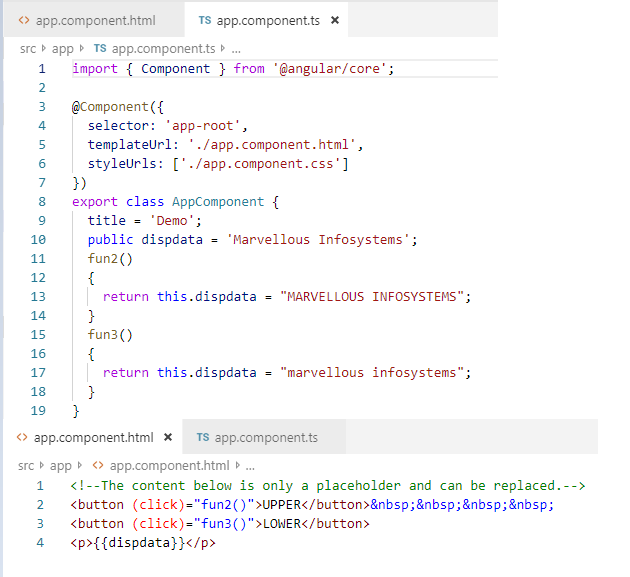 <> app.component.html TS app.component.ts ×
src app TS app.component.ts ...
1 import { Component } from '@angular/core';
2
3 @Component({
4   selector: 'app-root',
5   templateUrl: './app.component.html',
6   styleUrls: ['./app.component.css']
7 })
8 export class AppComponent {
9   title = 'Demo';
10   public dispdata = 'Marvellous Infosystems';
11   fun2()
12   {
13     return this.dispdata = "MARVELLOUS INFOSYSTEMS";
14   }
15   fun3()
16   {
17     return this.dispdata = "marvellous infosystems";
18   }
19 }
<> app.component.html × TS app.component.ts
src app <> app.component.html ...
1 <!--The content below is only a placeholder and can be replaced.-->
2 <button (click)="fun2()">UPPER</button>&nbsp;&nbsp;&nbsp;&nbsp;
3 <button (click)="fun3()">LOWER</button>
4 <p>{{dispdata}}</p>